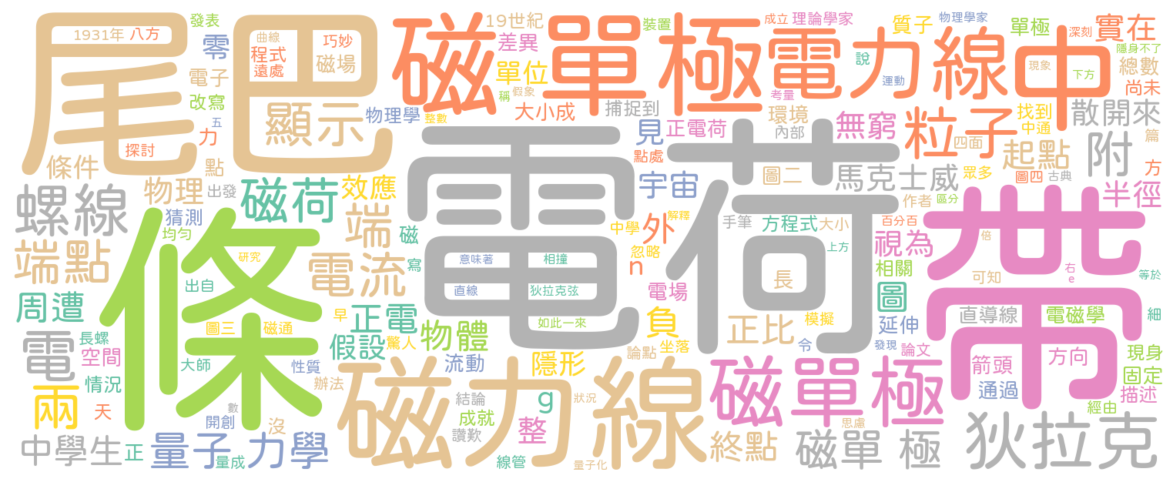 尾巴
1931年
八方
發表
零
曲線
程式
遠處
巧妙
磁場
電子
改寫
五
力
顯示
物理學
假象
稱
整數
19世紀
差異
單位
大小成
裝置
捕捉到
磁單極
成立
理論學家
質子
物理學家
單極
深刻
實在
隱身不了
總數
尚未
電力線
中
現象
下方
說
運動
考量
粒子
找到
中通
散開來
篇
方
四面
起點
圖四
古典
附
眾多
探討
條件
點
物理
出發
效應
磁荷
螺線
猜測
均勻
端
端點
電流
條
研究
出自
周遭
圖三
磁通
早
正電
驚人
假設
物體
長螺
電
空間
情況
大師
性質
辦法
流動
兩
天
開創
數
沒
中學生
正
量子力學
量成
磁力線
結論
成就
讚歎
狀況
線管
量子化
g
整
隱形
論點
電荷
見
正電荷
點處
環境
內部
無窮
圖二
馬克士威
作者
區分
半徑
宇宙
手筆
方程式
大小
百分百
中學
解釋
忽略
外
上方
視為
磁
寫
意味著
相撞
直線
狄拉克弦
如此一來
n
電場
負
坐落
長
模擬
正比
令
相關
圖
延伸
發現
論文
可知
倍
右
e
等於
直導線
電磁學
細
帶
箭頭
方向
現身
固定
通過
描述
經由
磁單極
終點
思慮
磁單 極
狄拉克